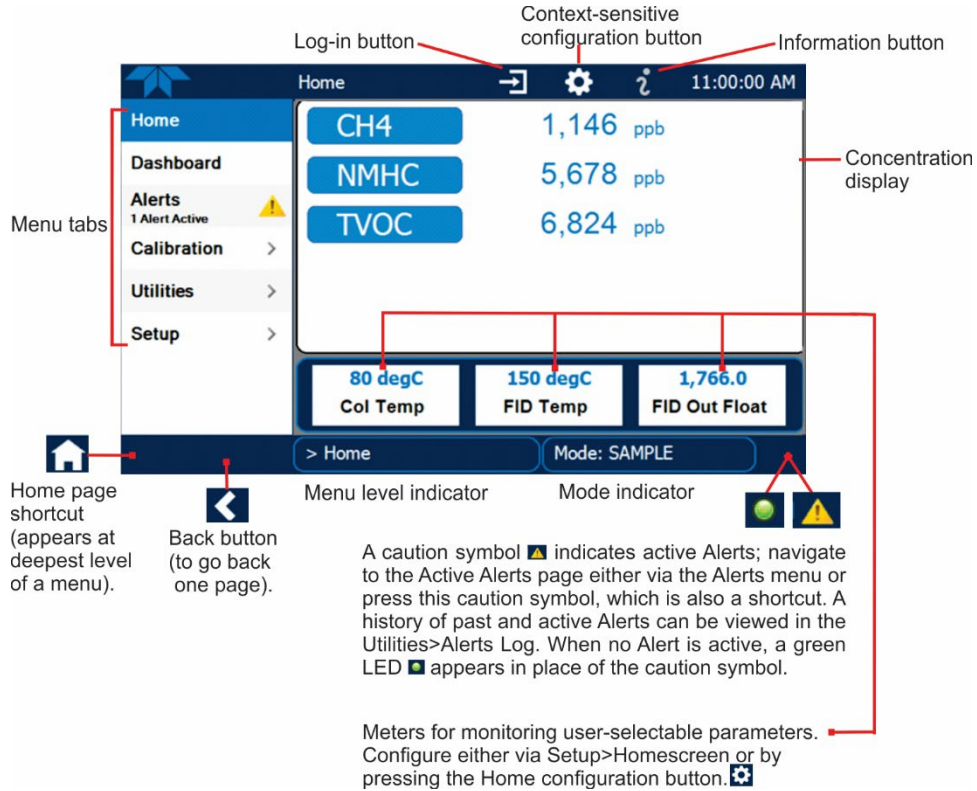 Context-sensitive
configuration button
Log-in button
Information button
Home
11:00:00 AM
Menu tabs
Home
Dashboard
Alerts
1 Alert Active
Calibration >
Utilities >
Setup >
CH4 1,146 ppb
NMHC 5,678 ppb
TVOC 6,824 ppb
Concentration
display
80 degC
Col Temp
150 degC
FID Temp
1,766.0
FID Out Float
> Home
Mode: SAMPLE
Home page
shortcut
(appears at
deepest level
of a menu).
Back button
(to go back
one page).
Menu level indicator
Mode indicator
A caution symbol indicates active Alerts; navigate
to the Active Alerts page either via the Alerts menu or
press this caution symbol, which is also a shortcut. A
history of past and active Alerts can be viewed in the
Utilities>Alerts Log. When no Alert is active, a green
LED appears in place of the caution symbol.
Meters for monitoring user-selectable parameters.
Configure either via Setup>Homescreen or by
pressing the Home configuration button.